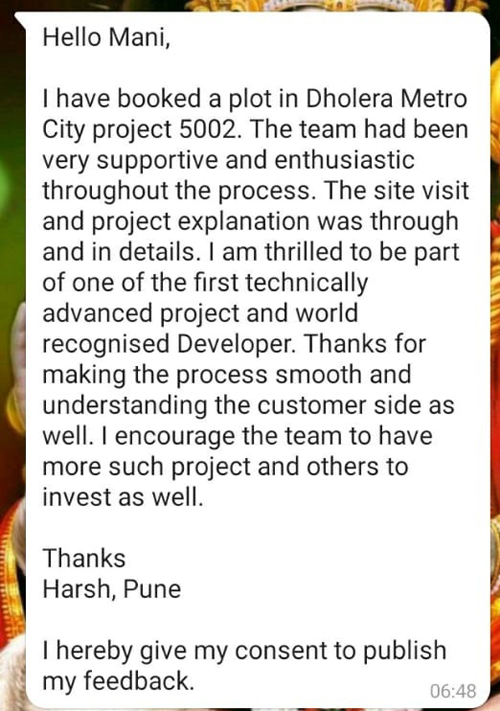 Hello Mani,
I have booked a plot in Dholera Metro
City project 5002. The team had been
very supportive and enthusiastic
throughout the process. The site visit
and project explanation was through
and in details. I am thrilled to be part
of one of the first technically
advanced project and world
recognised Developer. Thanks for
making the process smooth and
understanding the customer side as
well. I encourage the team to have
more such project and others to
invest as well.
Thanks
Harsh, Pune
I hereby give my consent to publish
my feedback.
06:48